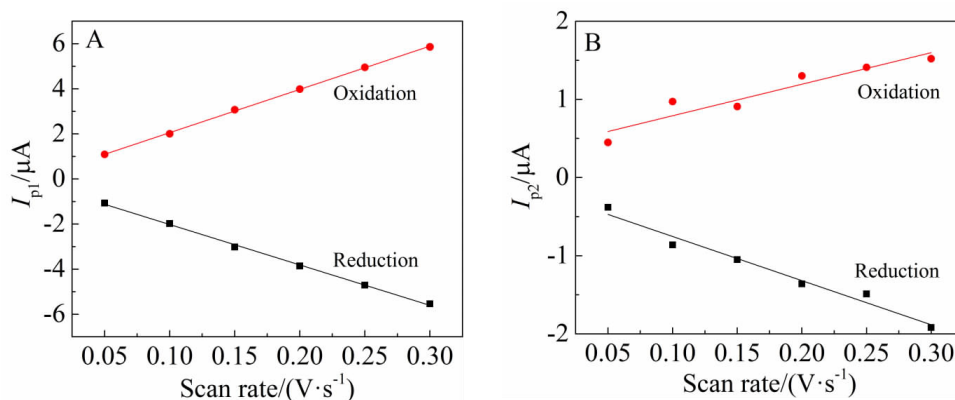 A
6
4
2
0
-2
-4
-6
I_p1/μA
Oxidation
Reduction
0.05 0.10 0.15 0.20 0.25 0.30
Scan rate/(V·s⁻¹)
B
2
1
0
-1
-2
I_p2/μA
Oxidation
Reduction
0.05 0.10 0.15 0.20 0.25 0.30
Scan rate/(V·s⁻¹)